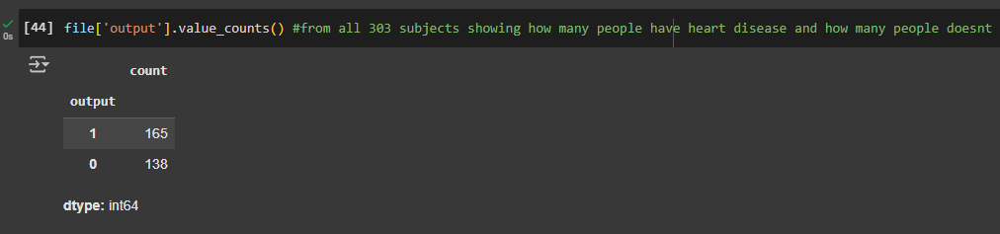 [44] file['output'].value_counts() #from all 303 subjects showing how many people have heart disease and how many people doesnt
0s
count
output
1 165
0 138
dtype: int64